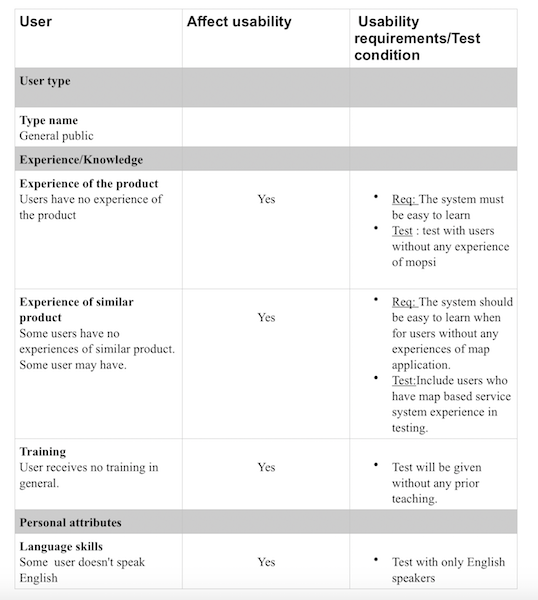 User
Affect usability
Usability
requirements/Test
condition
User type
Type name
General public
Experience/Knowledge
Experience of the product
Users have no experience of
the product
Yes
• Req: The system must
be easy to learn
• Test : test with users
without any experience
of mopsi
Experience of similar
product
Some users have no
experiences of similar product.
Some user may have.
Yes
• Req: The system should
be easy to learn when
for users without any
experiences of map
application.
• Test:Include users who
have map based service
system experience in
testing.
Training
User receives no training in
general.
Yes
• Test will be given
without any prior
teaching.
Personal attributes
Language skills
Some user doesn't speak
English
Yes
• Test with only English
speakers